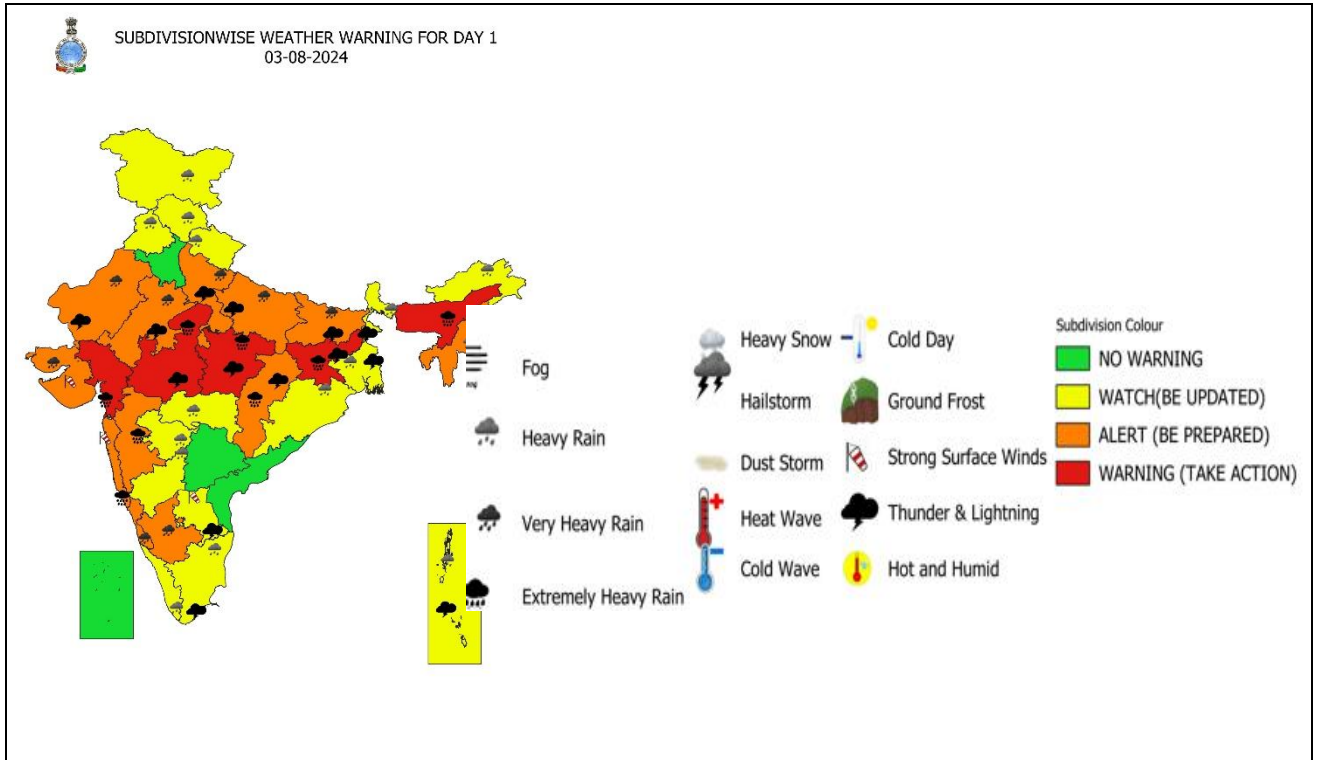 SUBDIVISIONWISE WEATHER WARNING FOR DAY 1
03-08-2024
Fog
Heavy Rain
Very Heavy Rain
Extremely Heavy Rain
Heavy Snow
Hailstorm
Dust Storm
Heat Wave
Cold Wave
Cold Day
Ground Frost
Strong Surface Winds
Thunder & Lightning
Hot and Humid
Subdivision Colour
NO WARNING
WATCH(BE UPDATED)
ALERT (BE PREPARED)
WARNING (TAKE ACTION)